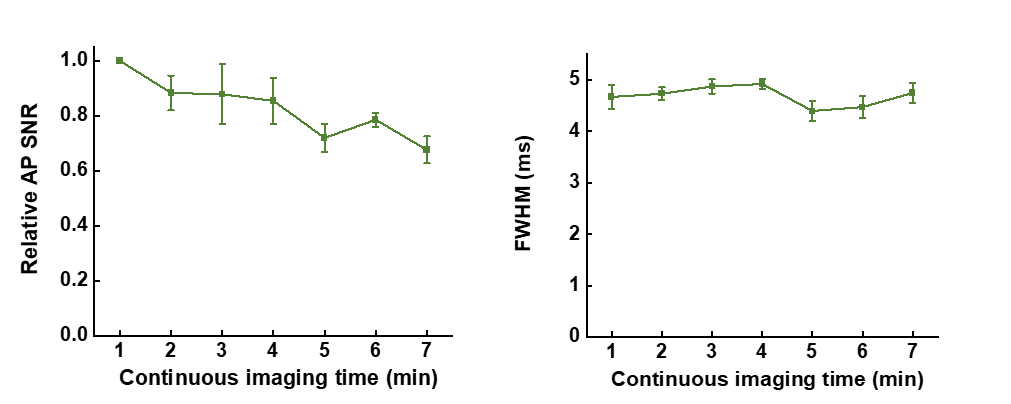 Relative AP SNR
1.0
0.8
0.6
0.4
0.2
0.0
1 2 3 4 5 6 7
Continuous imaging time (min)
FWHM (ms)
5
4
3
2
1
0
1 2 3 4 5 6 7
Continuous imaging time (min)